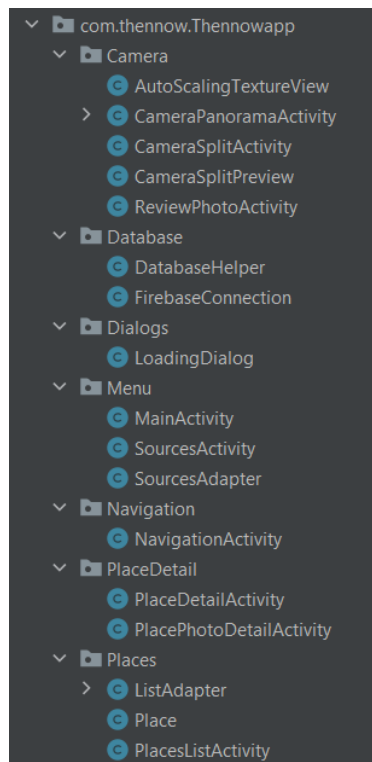 com.thennow.Thennowapp
Camera
AutoScalingTextureView
CameraPanoramaActivity
CameraSplitActivity
CameraSplitPreview
ReviewPhotoActivity
Database
DatabaseHelper
FirebaseConnection
Dialogs
LoadingDialog
Menu
MainActivity
SourcesActivity
SourcesAdapter
Navigation
NavigationActivity
PlaceDetail
PlaceDetailActivity
PlacePhotoDetailActivity
Places
ListAdapter
Place
PlacesListActivity